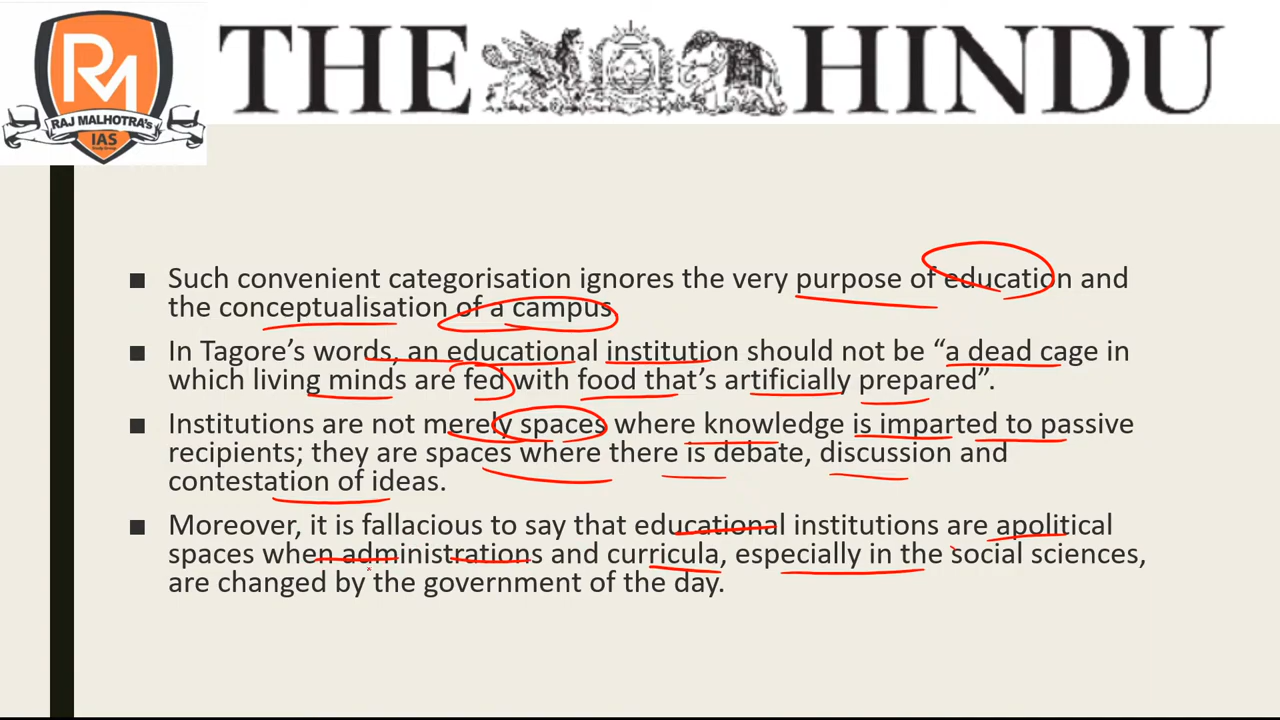 RM
RAJ MALHOTRA'S
IAS
Study Group
THE HINDU
■ Such convenient categorisation ignores the very purpose of education and
the conceptualisation of a campus.
■ In Tagore's words, an educational institution should not be “a dead cage in
which living minds are fed with food that's artificially prepared”.
■ Institutions are not merely spaces where knowledge is imparted to passive
recipients; they are spaces where there is debate, discussion and
contestation of ideas.
■ Moreover, it is fallacious to say that educational institutions are apolitical
spaces when administrations and curricula, especially in the social sciences,
are changed by the government of the day.